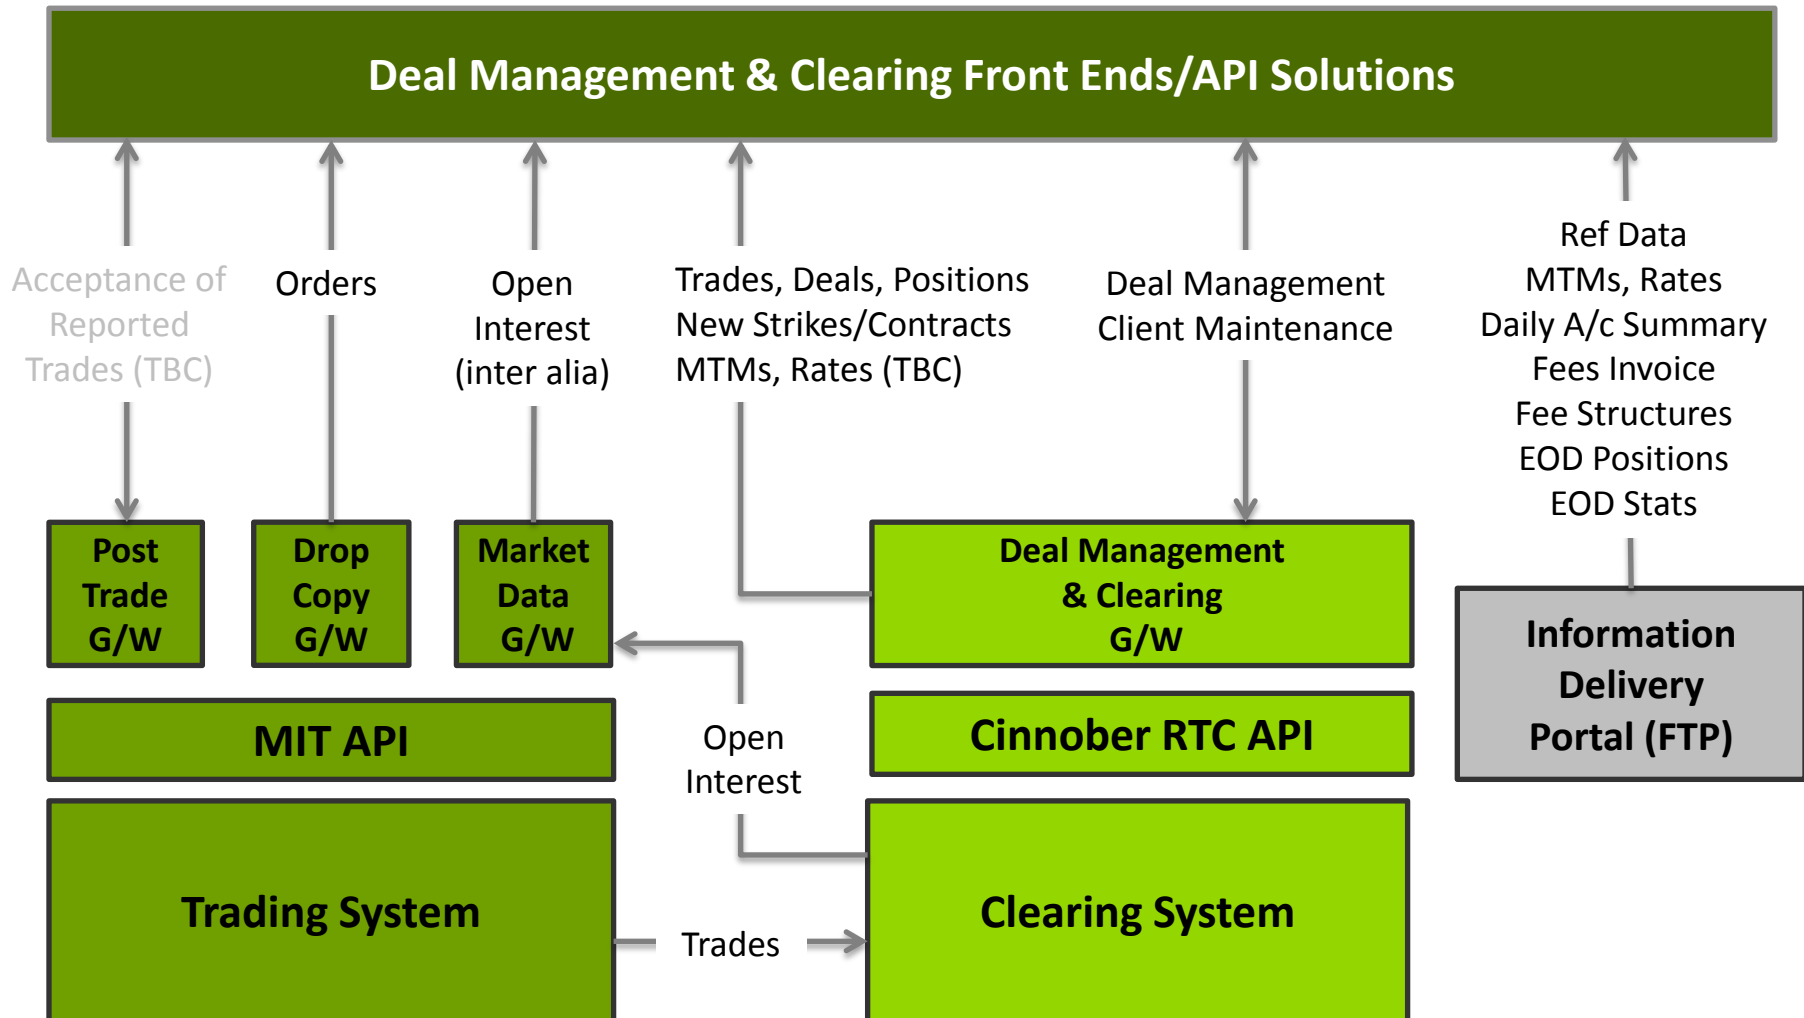 Deal Management & Clearing Front Ends/API Solutions
Acceptance of
Reported
Trades (TBC)
Orders
Open
Interest
(inter alia)
Trades, Deals, Positions
New Strikes/Contracts
MTMs, Rates (TBC)
Deal Management
Client Maintenance
Ref Data
MTMs, Rates
Daily A/c Summary
Fees Invoice
Fee Structures
EOD Positions
EOD Stats
Post
Trade
G/W
Drop
Copy
G/W
Market
Data
G/W
Deal Management
& Clearing
G/W
Information
Delivery
Portal (FTP)
MIT API
Open
Interest
Cinnober RTC API
Trading System
Trades
Clearing System